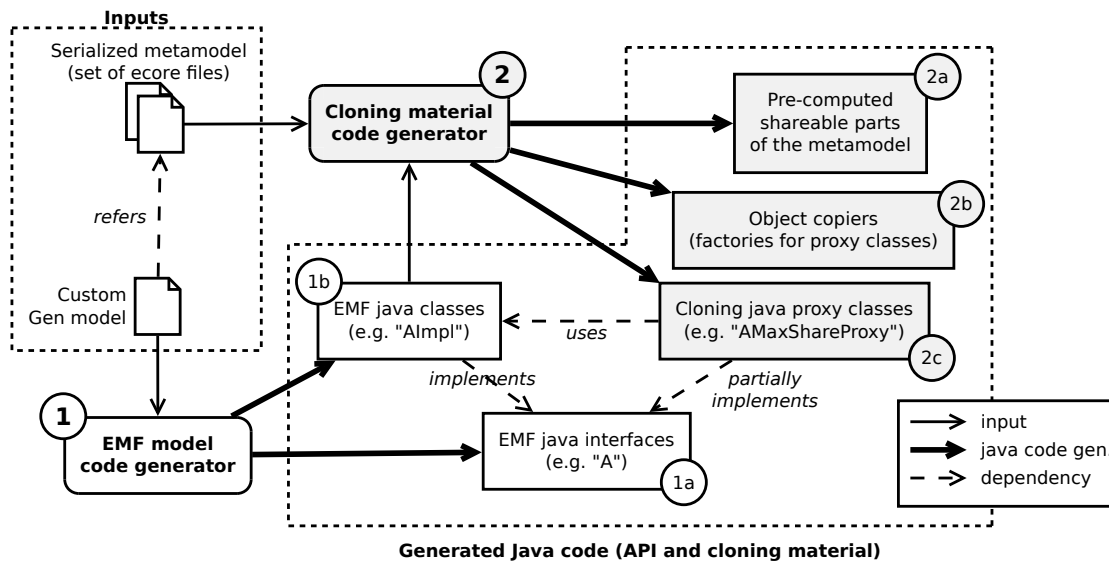 Inputs
Serialized metamodel
(set of ecore files)
2
Cloning material
code generator
2a
Pre-computed
shareable parts
of the metamodel
refers
2b
Object copiers
(factories for proxy classes)
Custom
Gen model
1b
EMF java classes
(e.g. "AImpl")
uses
Cloning java proxy classes
(e.g. "AMaxShareProxy")
2c
implements
partially
implements
1
EMF model
code generator
EMF java interfaces
(e.g. "A")
1a
input
java code gen.
dependency
Generated Java code (API and cloning material)